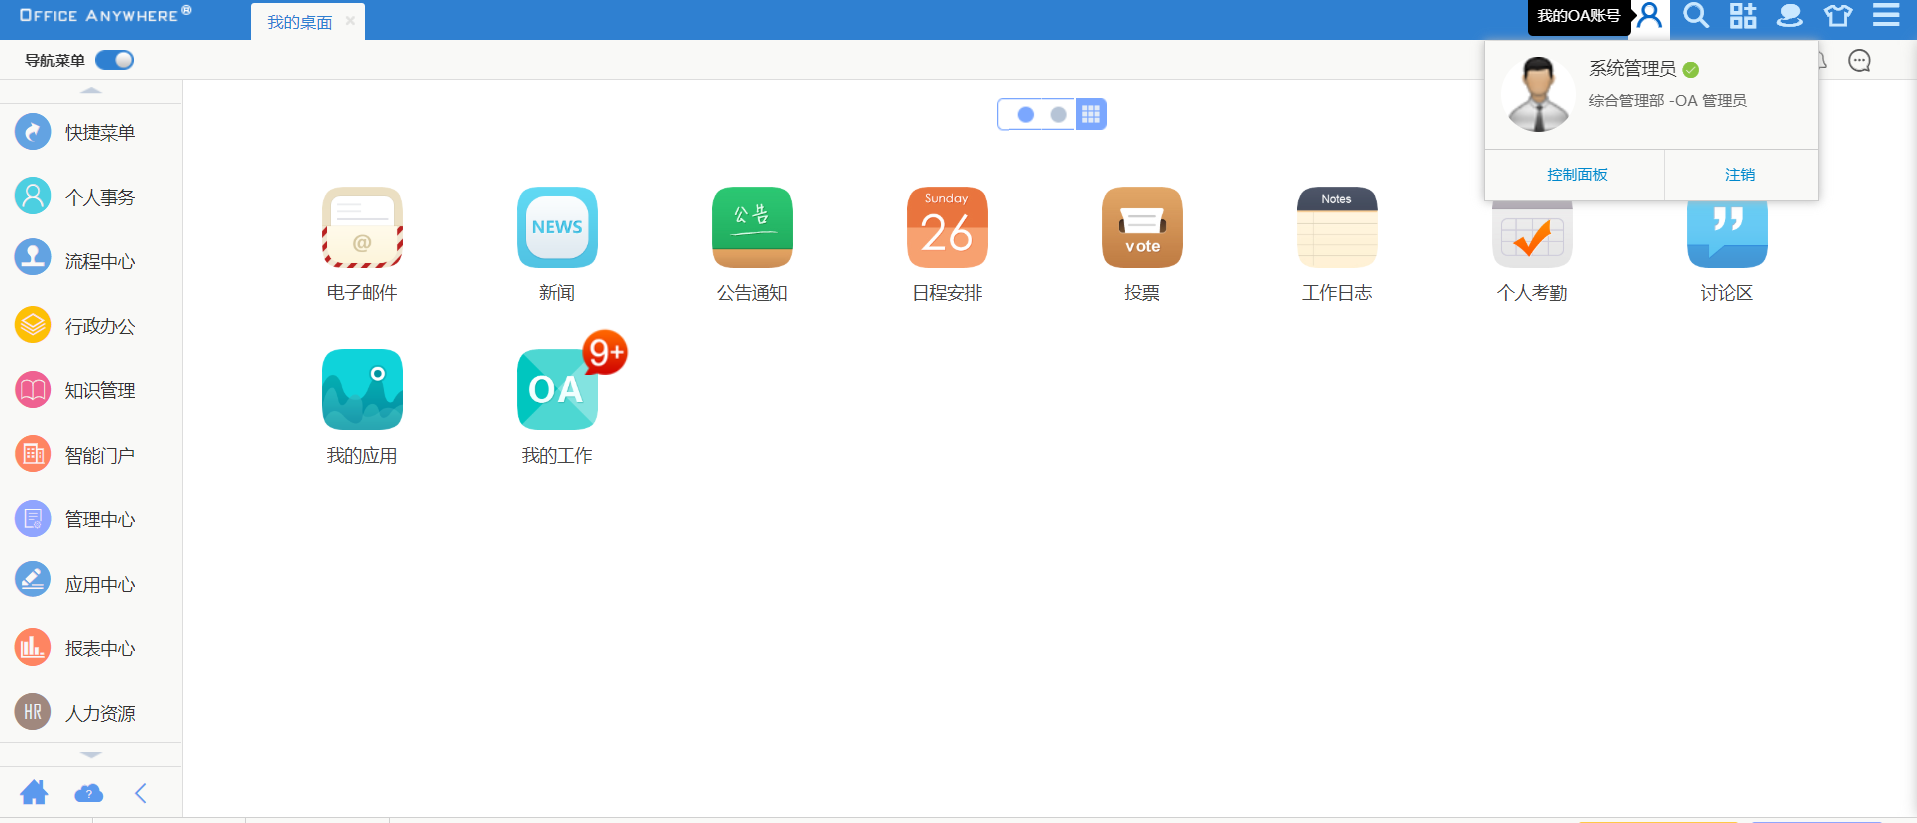 OFFICE ANYWHERE®
我的桌面
我的OA账号
导航菜单
系统管理员
综合管理部 -OA 管理员
控制面板
注销
快捷菜单
个人事务
流程中心
行政办公
知识管理
智能门户
管理中心
应用中心
报表中心
HR 人力资源
@
电子邮件
NEWS
新闻
公告
公告通知
Sunday
26
日程安排
vote
投票
Notes
工作日志
个人考勤
讨论区
我的应用
OA
9+
我的工作
?